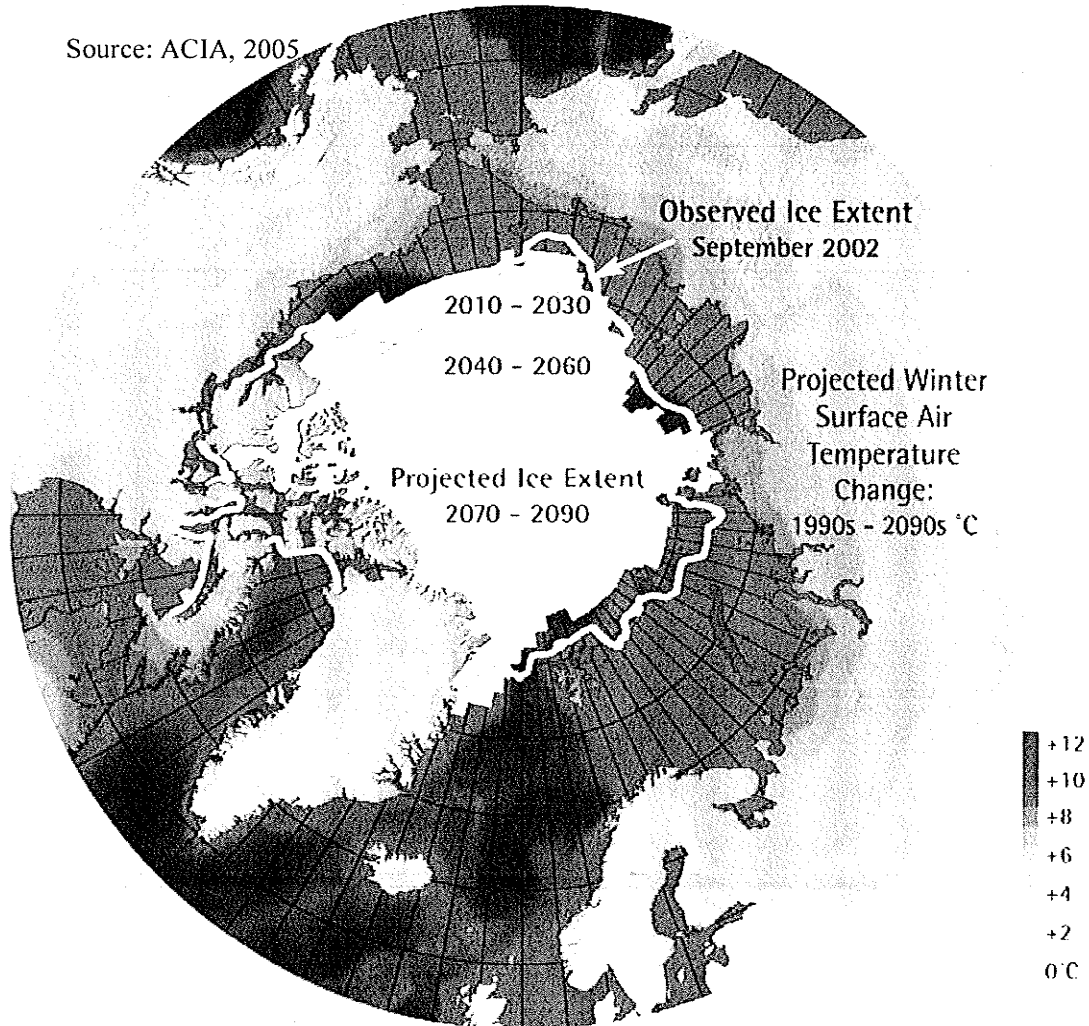 Source: ACIA, 2005
Observed Ice Extent
September 2002
2010 - 2030
2040 - 2060
Projected Ice Extent
2070 - 2090
Projected Winter
Surface Air
Temperature
Change:
1990s - 2090s °C
+12
+10
+8
+6
+4
+2
0°C